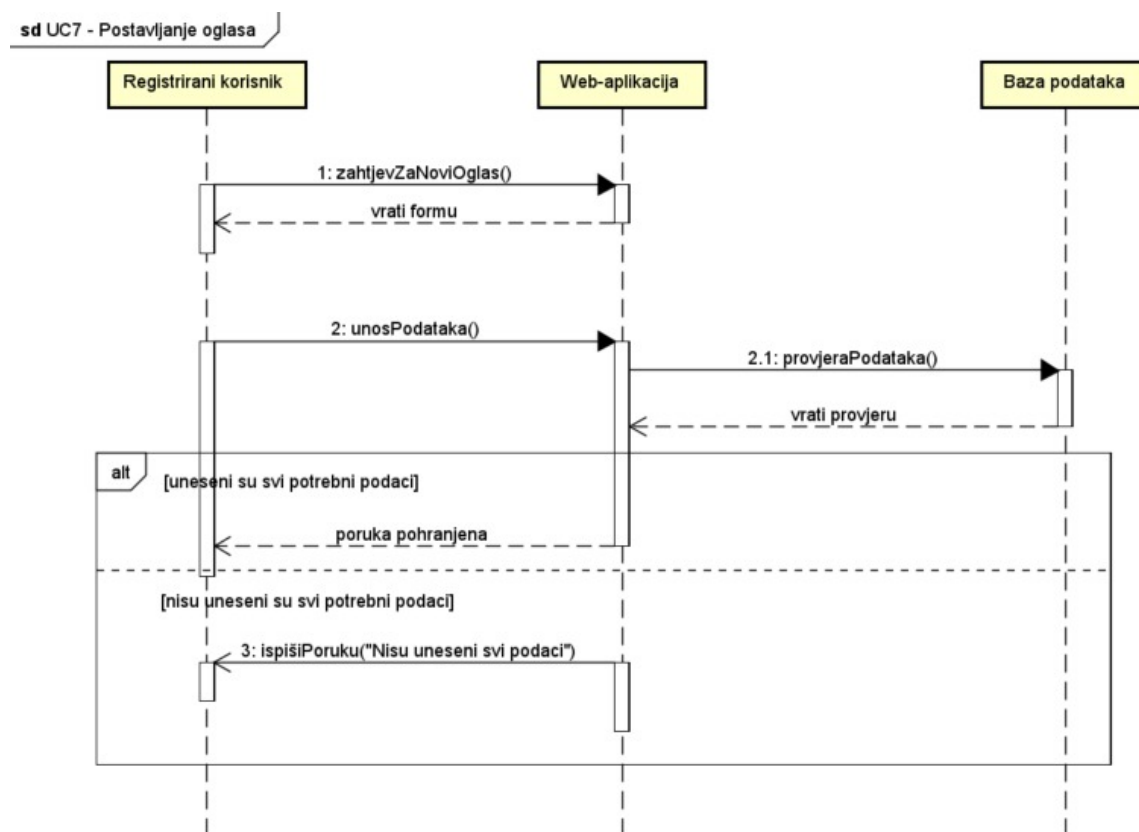 sd UC7 - Postavljanje oglasa
Registrirani korisnik
Web-aplikacija
Baza podataka
1: zahtjevZaNoviOglas()
vrati formu
2: unosPodataka()
2.1: provjeraPodataka()
vrati provjeru
alt
[uneseni su svi potrebni podaci]
poruka pohranjena
[nisu uneseni su svi potrebni podaci]
3: ispišiPoruku("Nisu uneseni svi podaci")